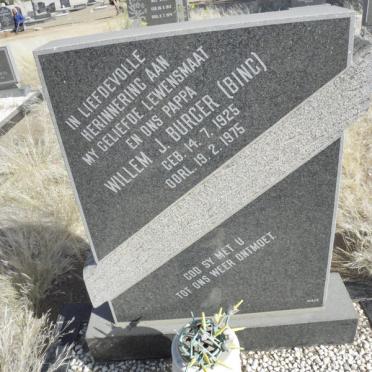 IN LIEFDEVOLLE
HERINNERING AAN
MY GELIEFDE LEWENSMAAT
EN ONS PAPPA
WILLEM J. BURGER (BING)
GEB. 14. 7. 1925
OORL. 19. 2. 1975
GOD SY MET U
TOT ONS WEER ONTMOET